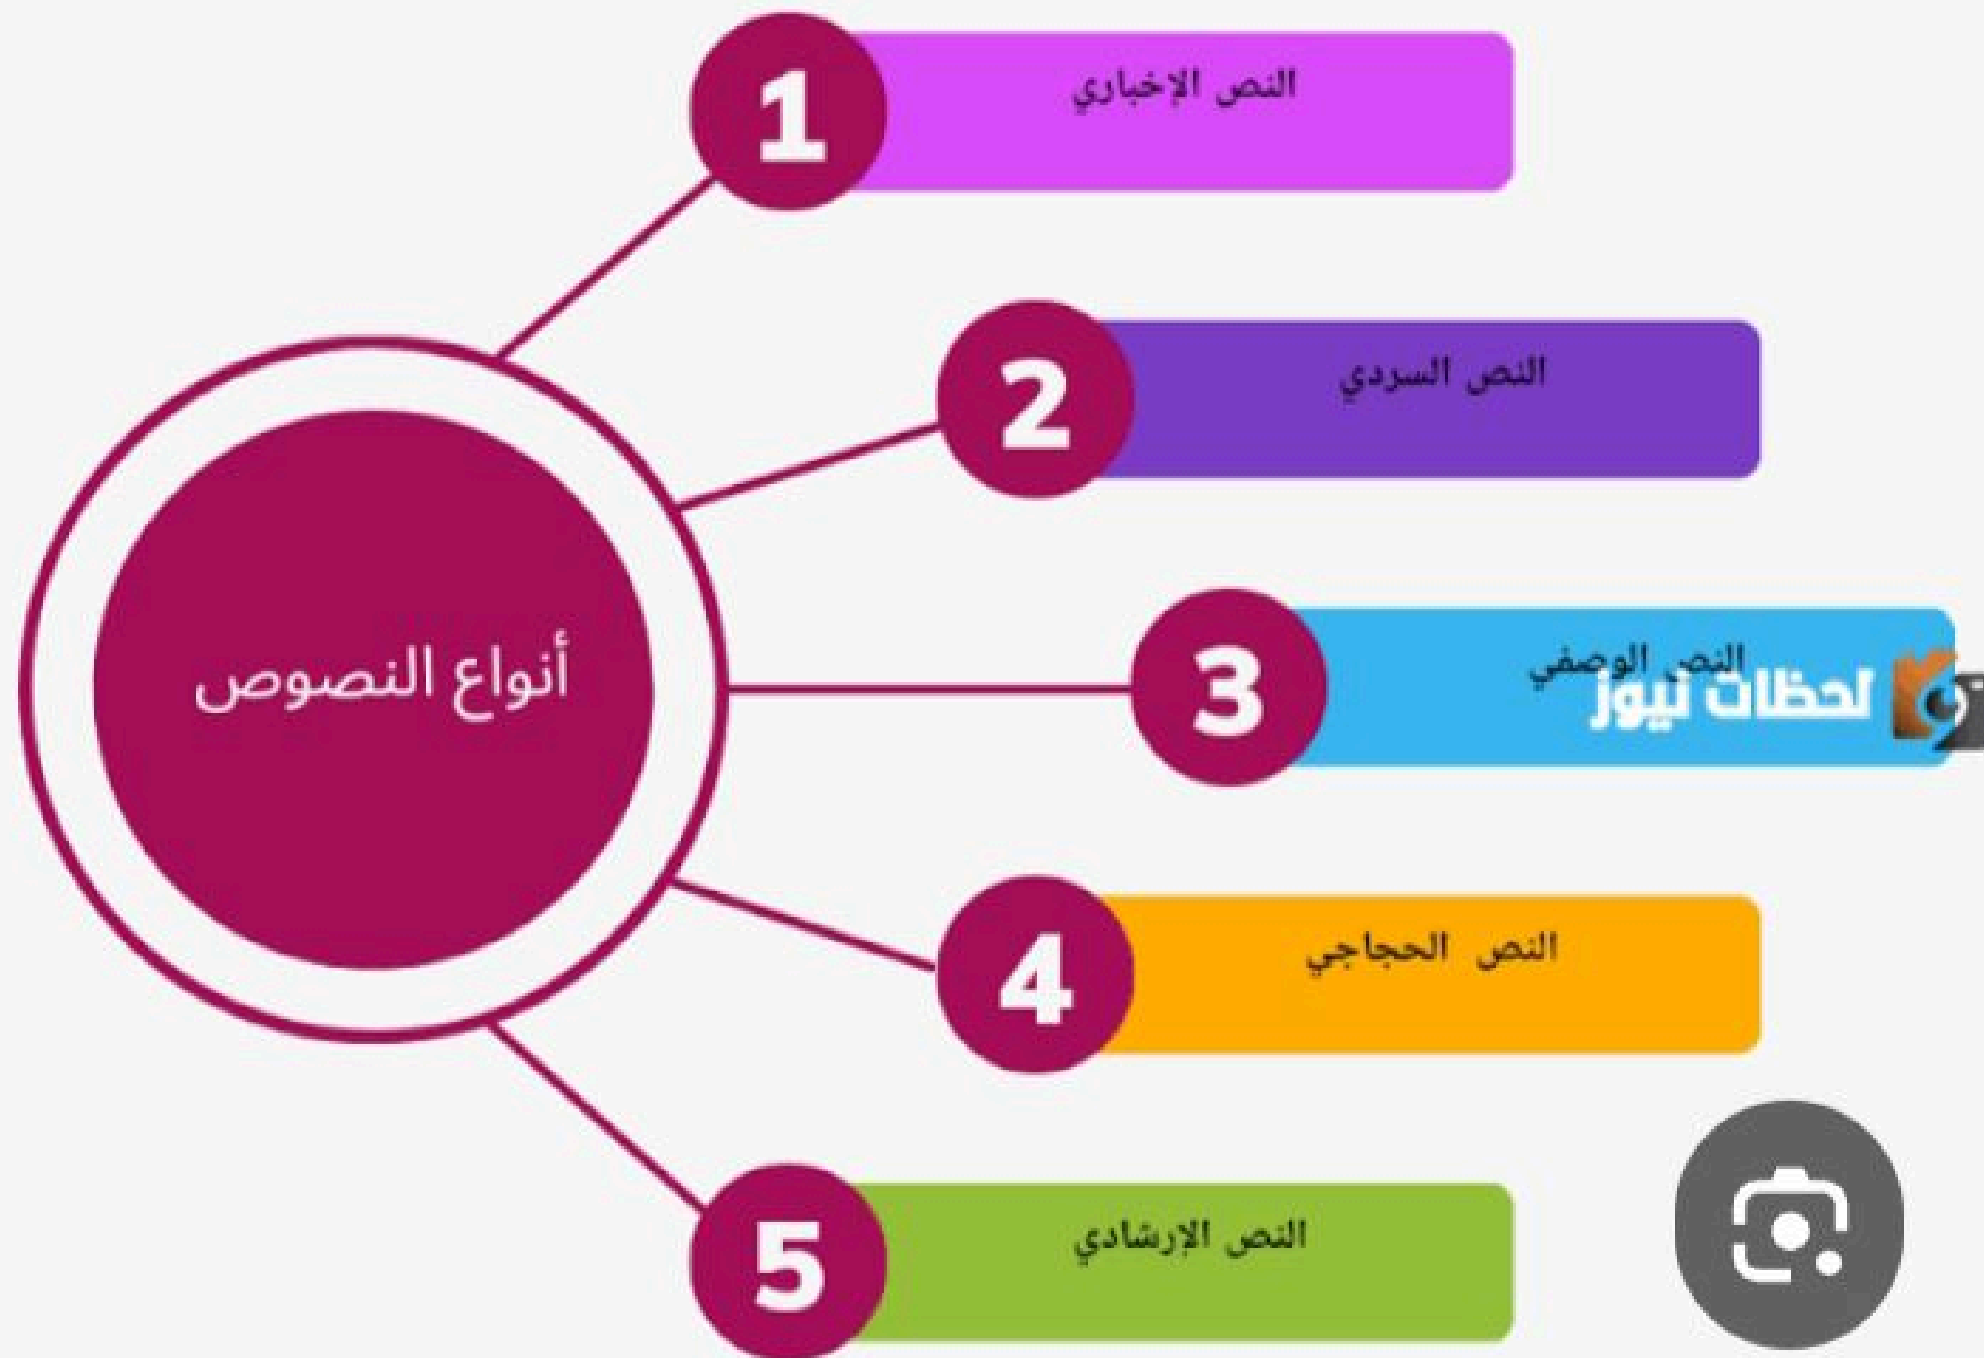 1
النص الإخباري
2
النص السردي
أنواع النصوص
3
النص الوصفي
لحظات نيوز
4
النص الحجاجي
5
النص الإرشادي